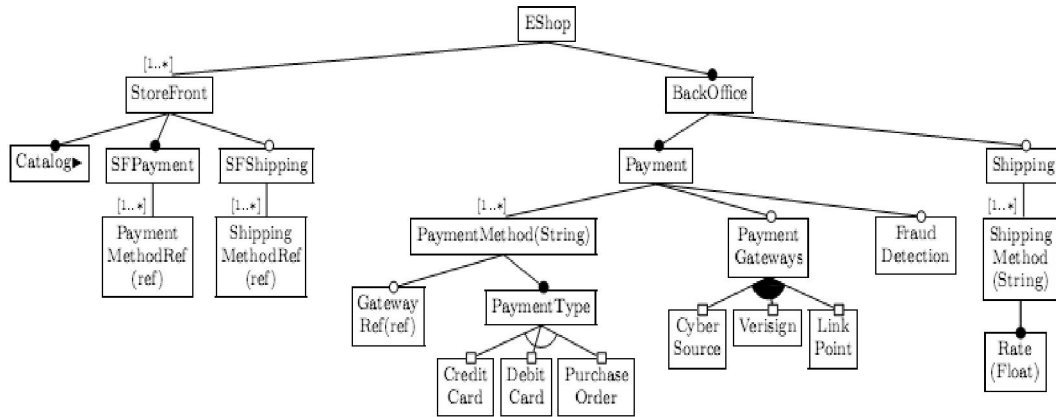 EShop
[1..*]
StoreFront
BackOffice
Catalog▶
SFPayment
SFShipping
Payment
Shipping
[1..*]
[1..*]
[1..*]
[1..*]
Payment
MethodRef
(ref)
Shipping
MethodRef
(ref)
PaymentMethod(String)
Payment
Gateways
Fraud
Detection
Shipping
Method
(String)
Gateway
Ref(ref)
PaymentType
Cyber
Source
Verisign
Link
Point
Rate
(Float)
Credit
Card
Debit
Card
Purchase
Order